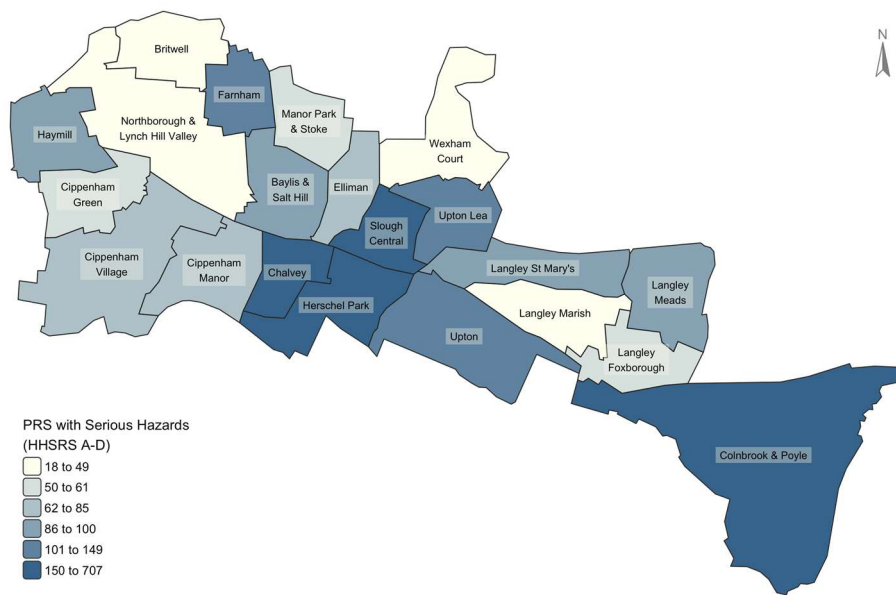 N
Britwell
Farnham
Manor Park
& Stoke
Northborough &
Lynch Hill Valley
Haymill
Wexham
Court
Cippenham
Green
Baylis &
Salt Hill
Elliman
Slough
Central
Upton Lea
Cippenham
Village
Cippenham
Manor
Chalvey
Langley St Mary's
Langley
Meads
Herschel Park
Langley Marish
Upton
Langley
Foxborough
Colnbrook & Poyle
PRS with Serious Hazards
(HHSRS A-D)
18 to 49
50 to 61
62 to 85
86 to 100
101 to 149
150 to 707